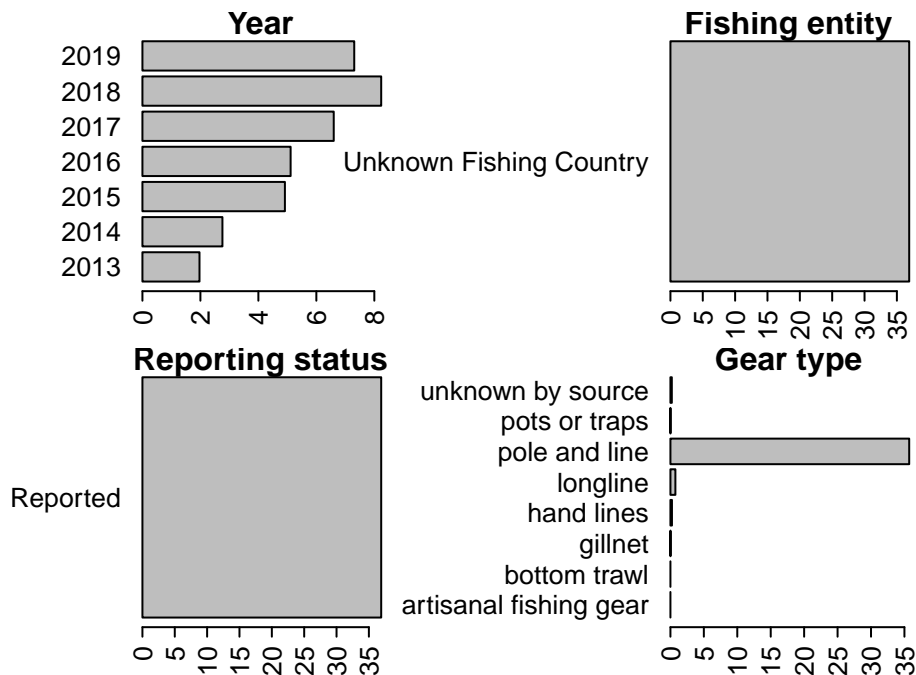 Year
2019
2018
2017
2016
2015
2014
2013
0 2 4 6 8
Fishing entity
Unknown Fishing Country
0 5 10 15 20 25 30 35
Reporting status
Reported
0 5 10 15 20 25 30 35
Gear type
unknown by source
pots or traps
pole and line
longline
hand lines
gillnet
bottom trawl
artisanal fishing gear
0 5 10 15 20 25 30 35